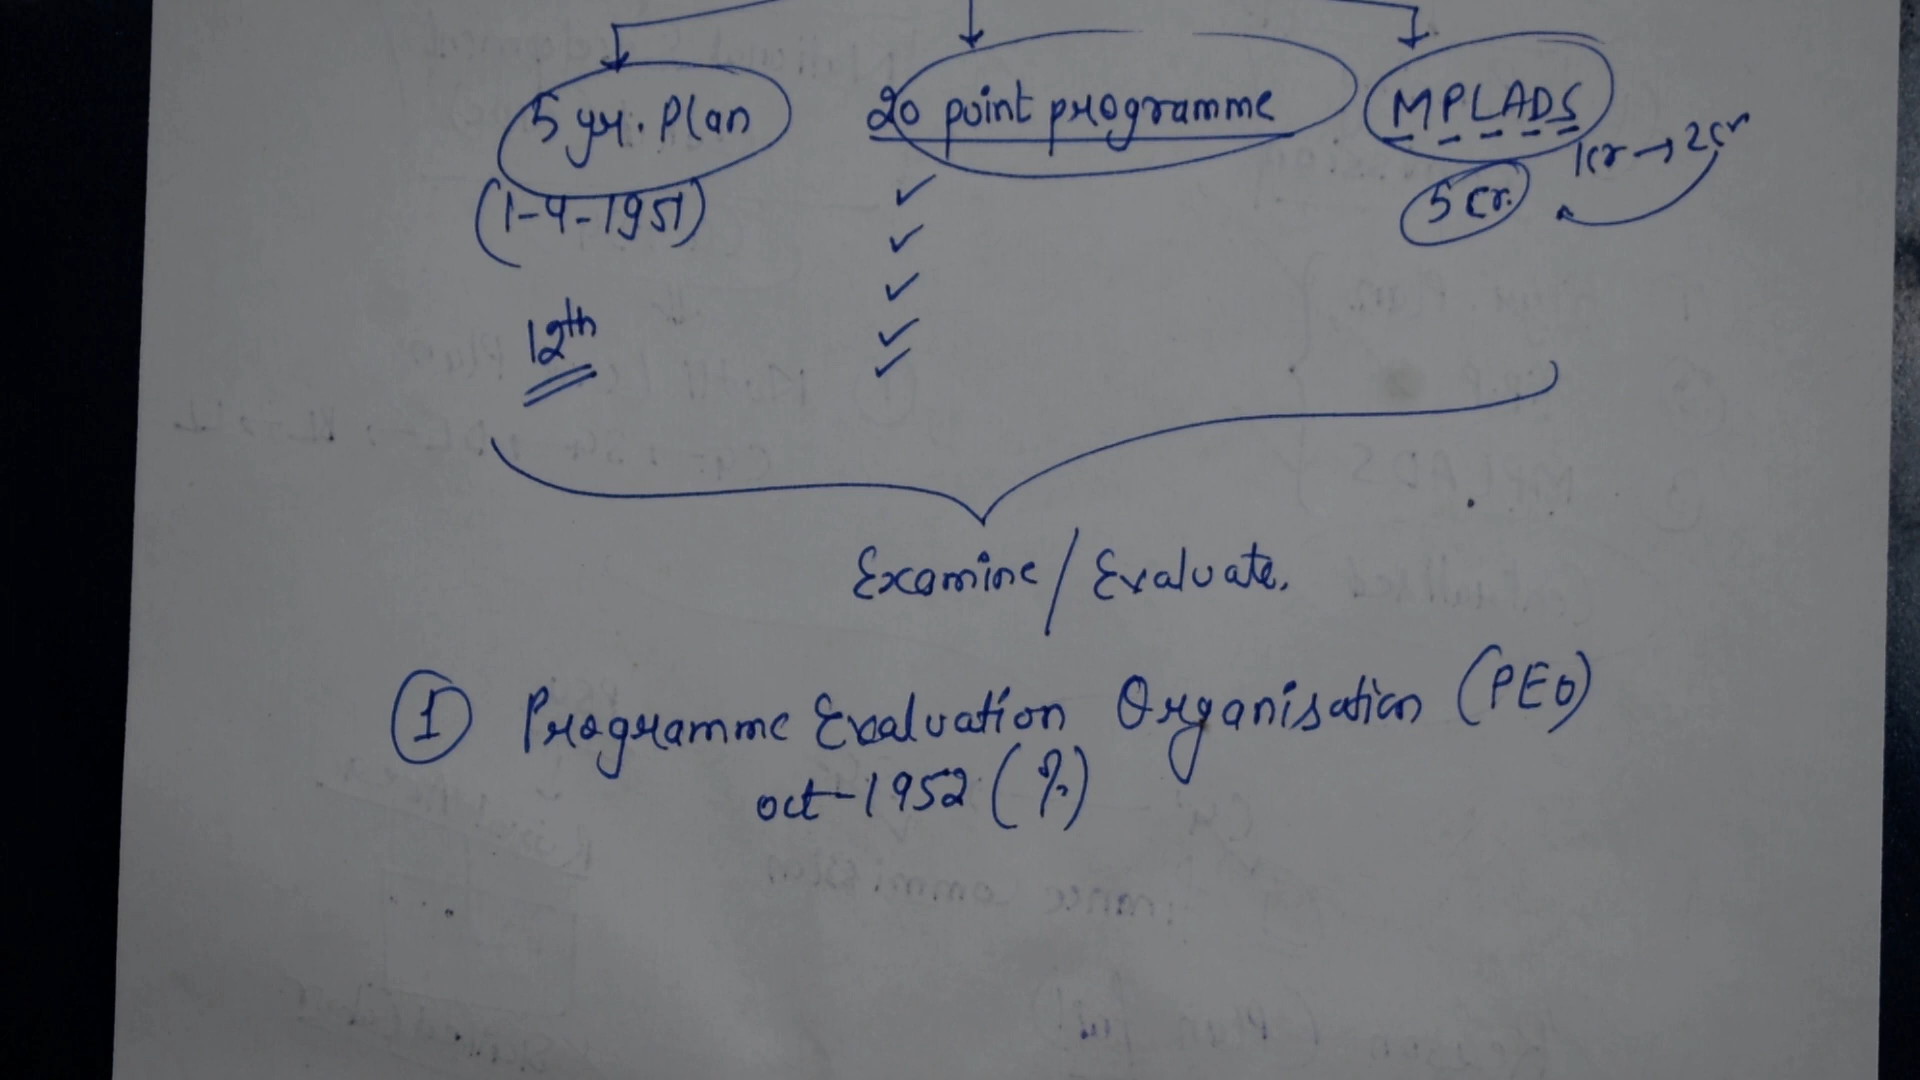 5 yr. Plan 20 point programme MPLADS
1cr → 2cr
(1-4-1951) 5 Cr.
12th
Examine / Evaluate.
1 Programme Evaluation Organisation (PEO)
oct-1952